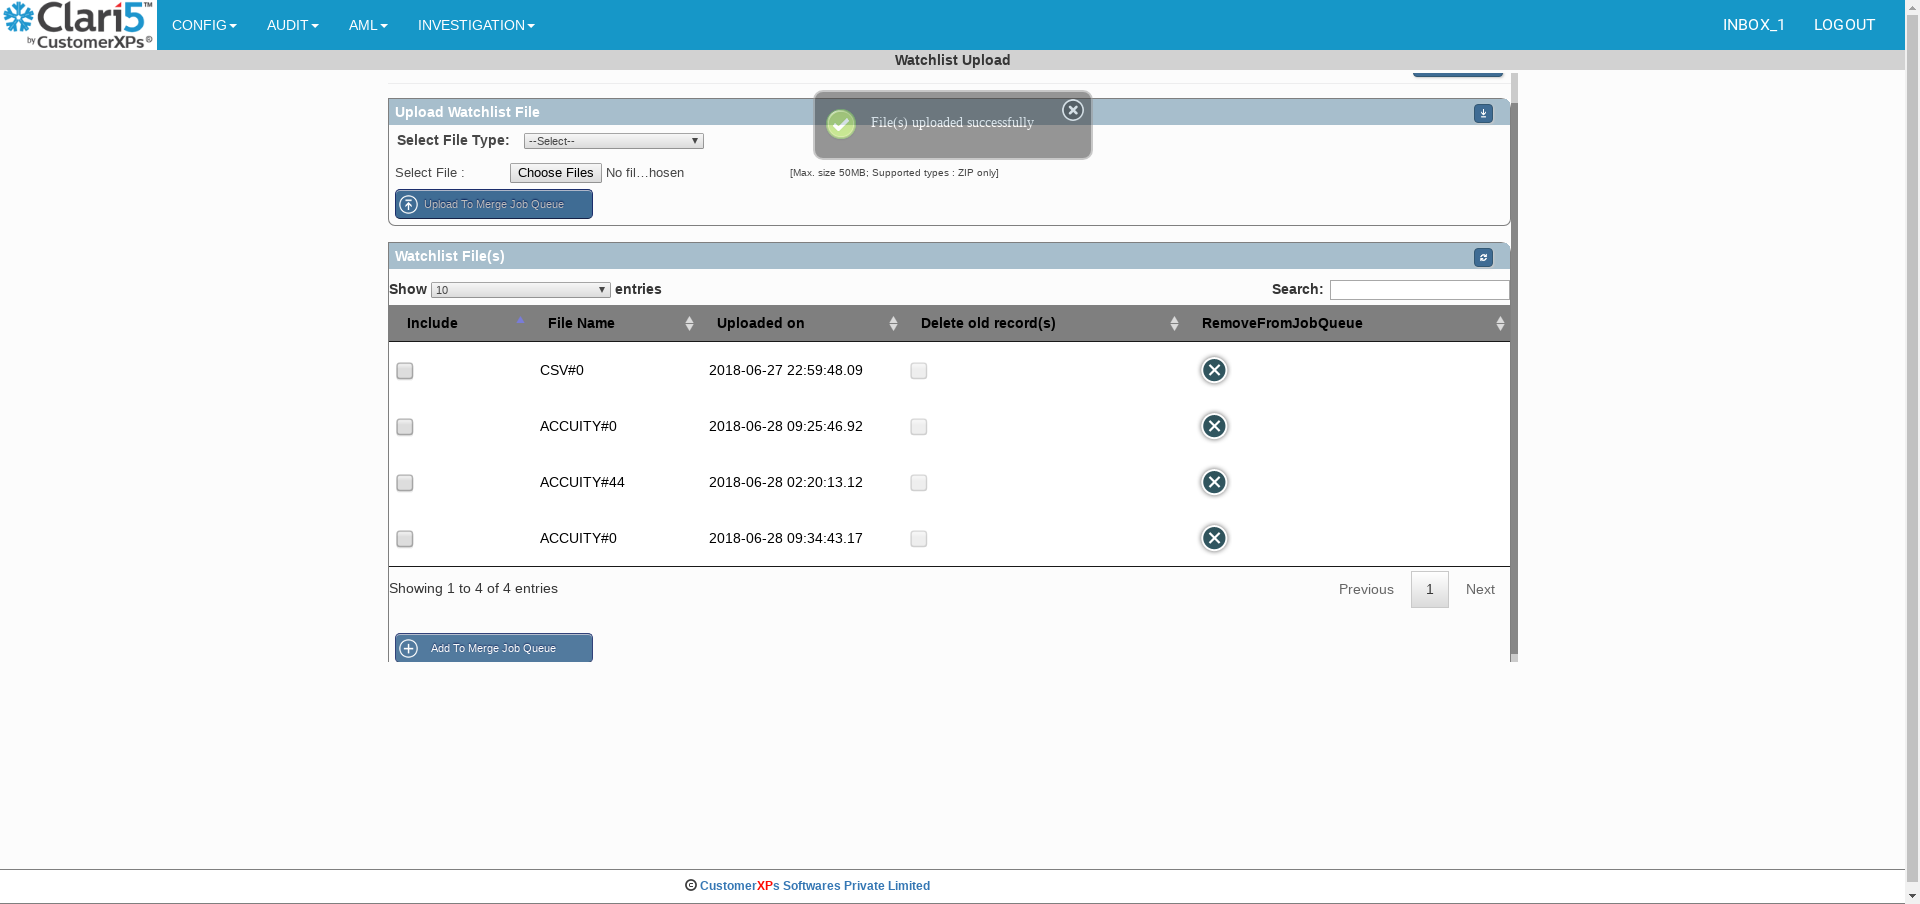 Clari5™
by CustomerXPs®
CONFIG
AUDIT
AML
INVESTIGATION
INBOX_1
LOGOUT
Watchlist Upload
Upload Watchlist File
File(s) uploaded successfully
Select File Type:
--Select--
Select File :
Choose Files No fil…hosen
[Max. size 50MB; Supported types : ZIP only]
Upload To Merge Job Queue
Watchlist File(s)
Show 10 entries
Search:
Include File Name Uploaded on Delete old record(s) RemoveFromJobQueue
CSV#0 2018-06-27 22:59:48.09
ACCUITY#0 2018-06-28 09:25:46.92
ACCUITY#44 2018-06-28 02:20:13.12
ACCUITY#0 2018-06-28 09:34:43.17
Showing 1 to 4 of 4 entries
Previous 1 Next
Add To Merge Job Queue
© CustomerXPs Softwares Private Limited